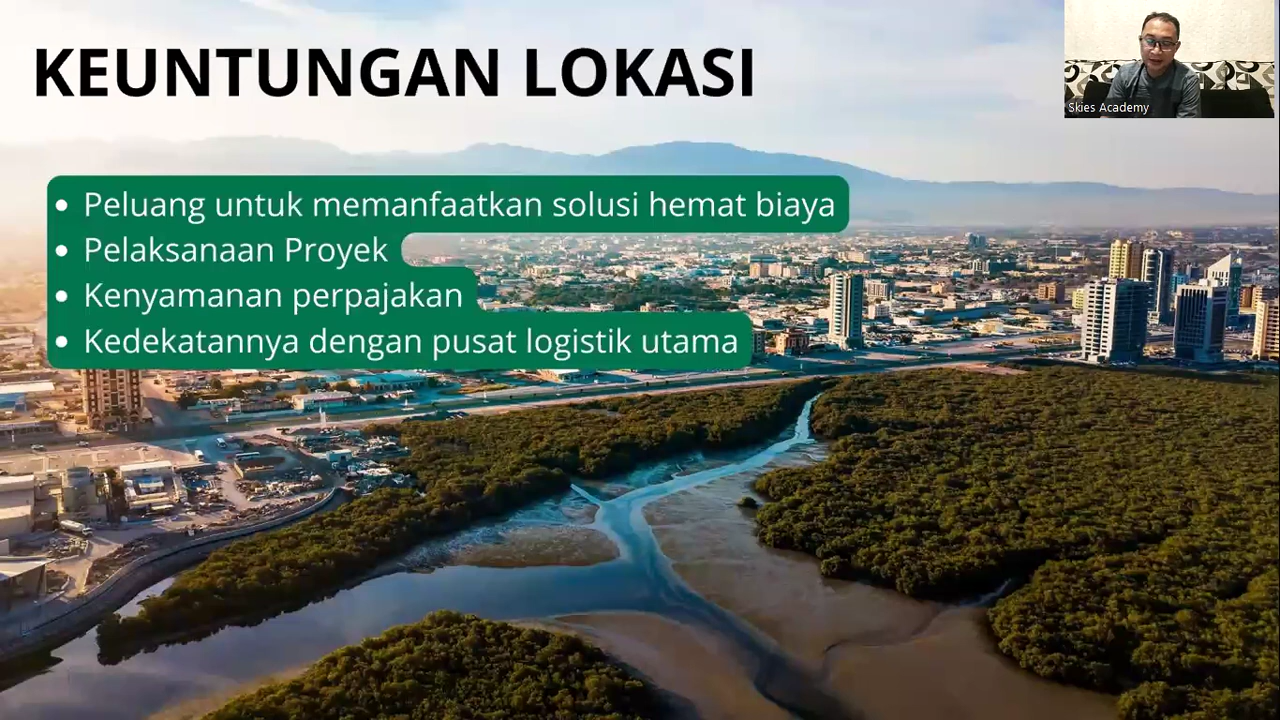 KEUNTUNGAN LOKASI
Skies Academy
• Peluang untuk memanfaatkan solusi hemat biaya
• Pelaksanaan Proyek
• Kenyamanan perpajakan
• Kedekatannya dengan pusat logistik utama